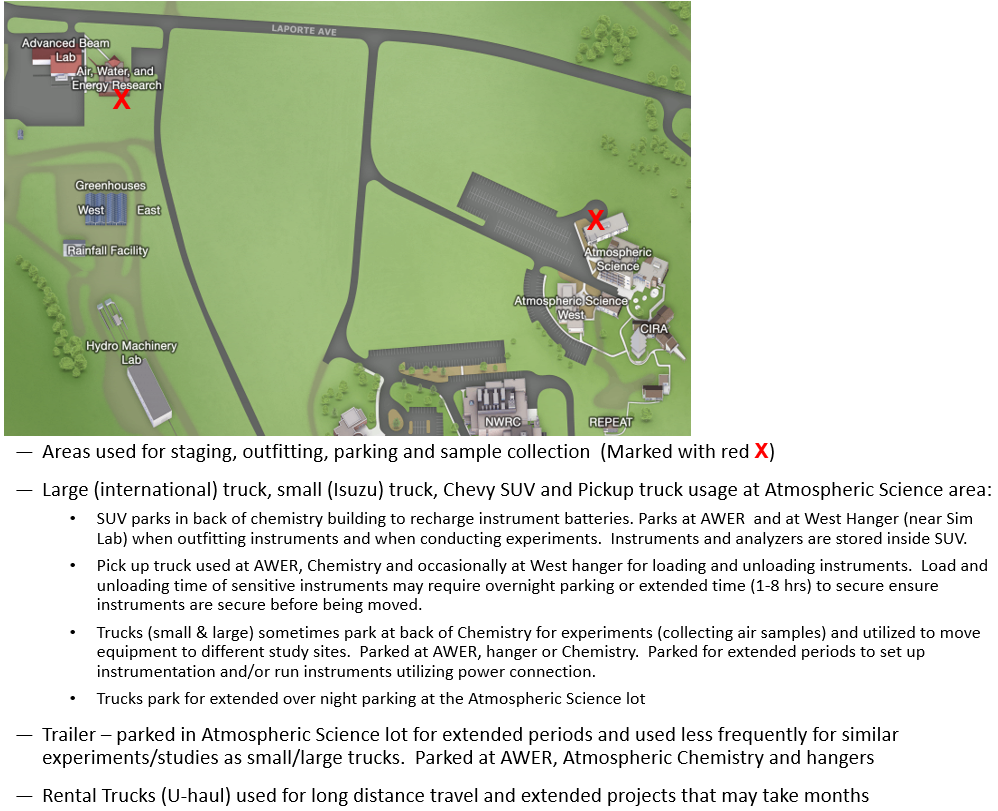 LAPORTE AVE
Advanced Beam
Lab
Air, Water, and
Energy Research
X
Greenhouses
West East
Rainfall Facility
X
Atmospheric
Science
Atmospheric Science
West
CIRA
Hydro Machinery
Lab
NWRC
REPEAT
— Areas used for staging, outfitting, parking and sample collection (Marked with red X)
— Large (international) truck, small (Isuzu) truck, Chevy SUV and Pickup truck usage at Atmospheric Science area:
• SUV parks in back of chemistry building to recharge instrument batteries. Parks at AWER and at West Hanger (near Sim
Lab) when outfitting instruments and when conducting experiments. Instruments and analyzers are stored inside SUV.
• Pick up truck used at AWER, Chemistry and occasionally at West hanger for loading and unloading instruments. Load and
unloading time of sensitive instruments may require overnight parking or extended time (1-8 hrs) to secure ensure
instruments are secure before being moved.
• Trucks (small & large) sometimes park at back of Chemistry for experiments (collecting air samples) and utilized to move
equipment to different study sites. Parked at AWER, hanger or Chemistry. Parked for extended periods to set up
instrumentation and/or run instruments utilizing power connection.
• Trucks park for extended over night parking at the Atmospheric Science lot
— Trailer – parked in Atmospheric Science lot for extended periods and used less frequently for similar
experiments/studies as small/large trucks. Parked at AWER, Atmospheric Chemistry and hangers
— Rental Trucks (U-haul) used for long distance travel and extended projects that may take months